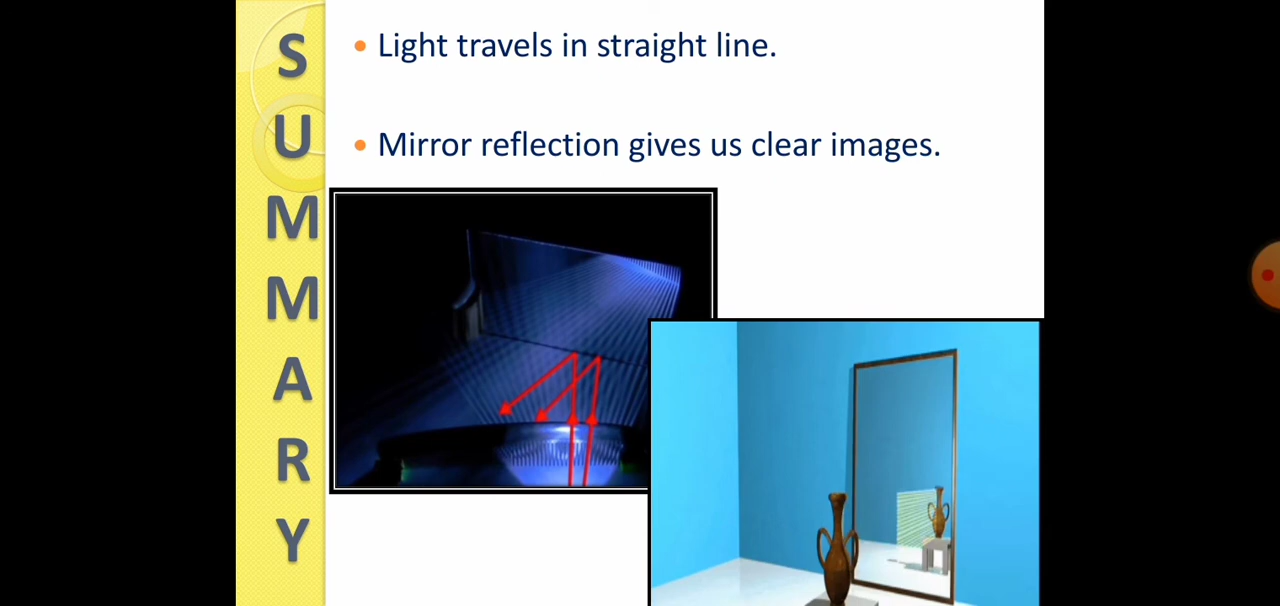 SUMMARY
Light travels in straight line.
Mirror reflection gives us clear images.